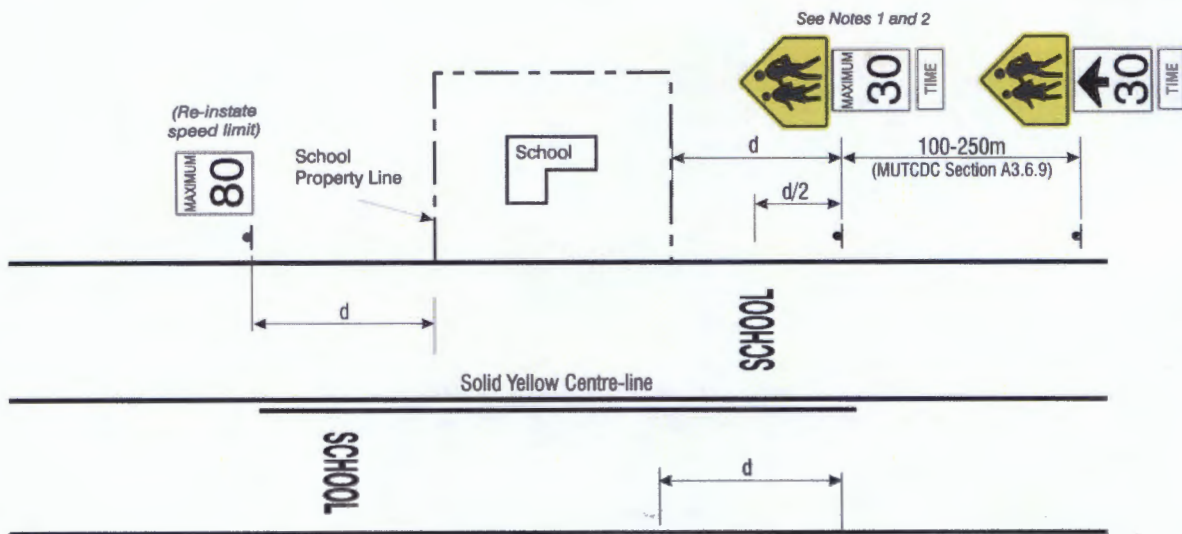 See Notes 1 and 2
(Re-instate
speed limit)
MAXIMUM
80
School
Property Line
School
MAXIMUM
30
TIME
30
TIME
d
100-250m
(MUTCDC Section A3.6.9)
d/2
d
SCHOOL
Solid Yellow Centre-line
SCHOOL
d